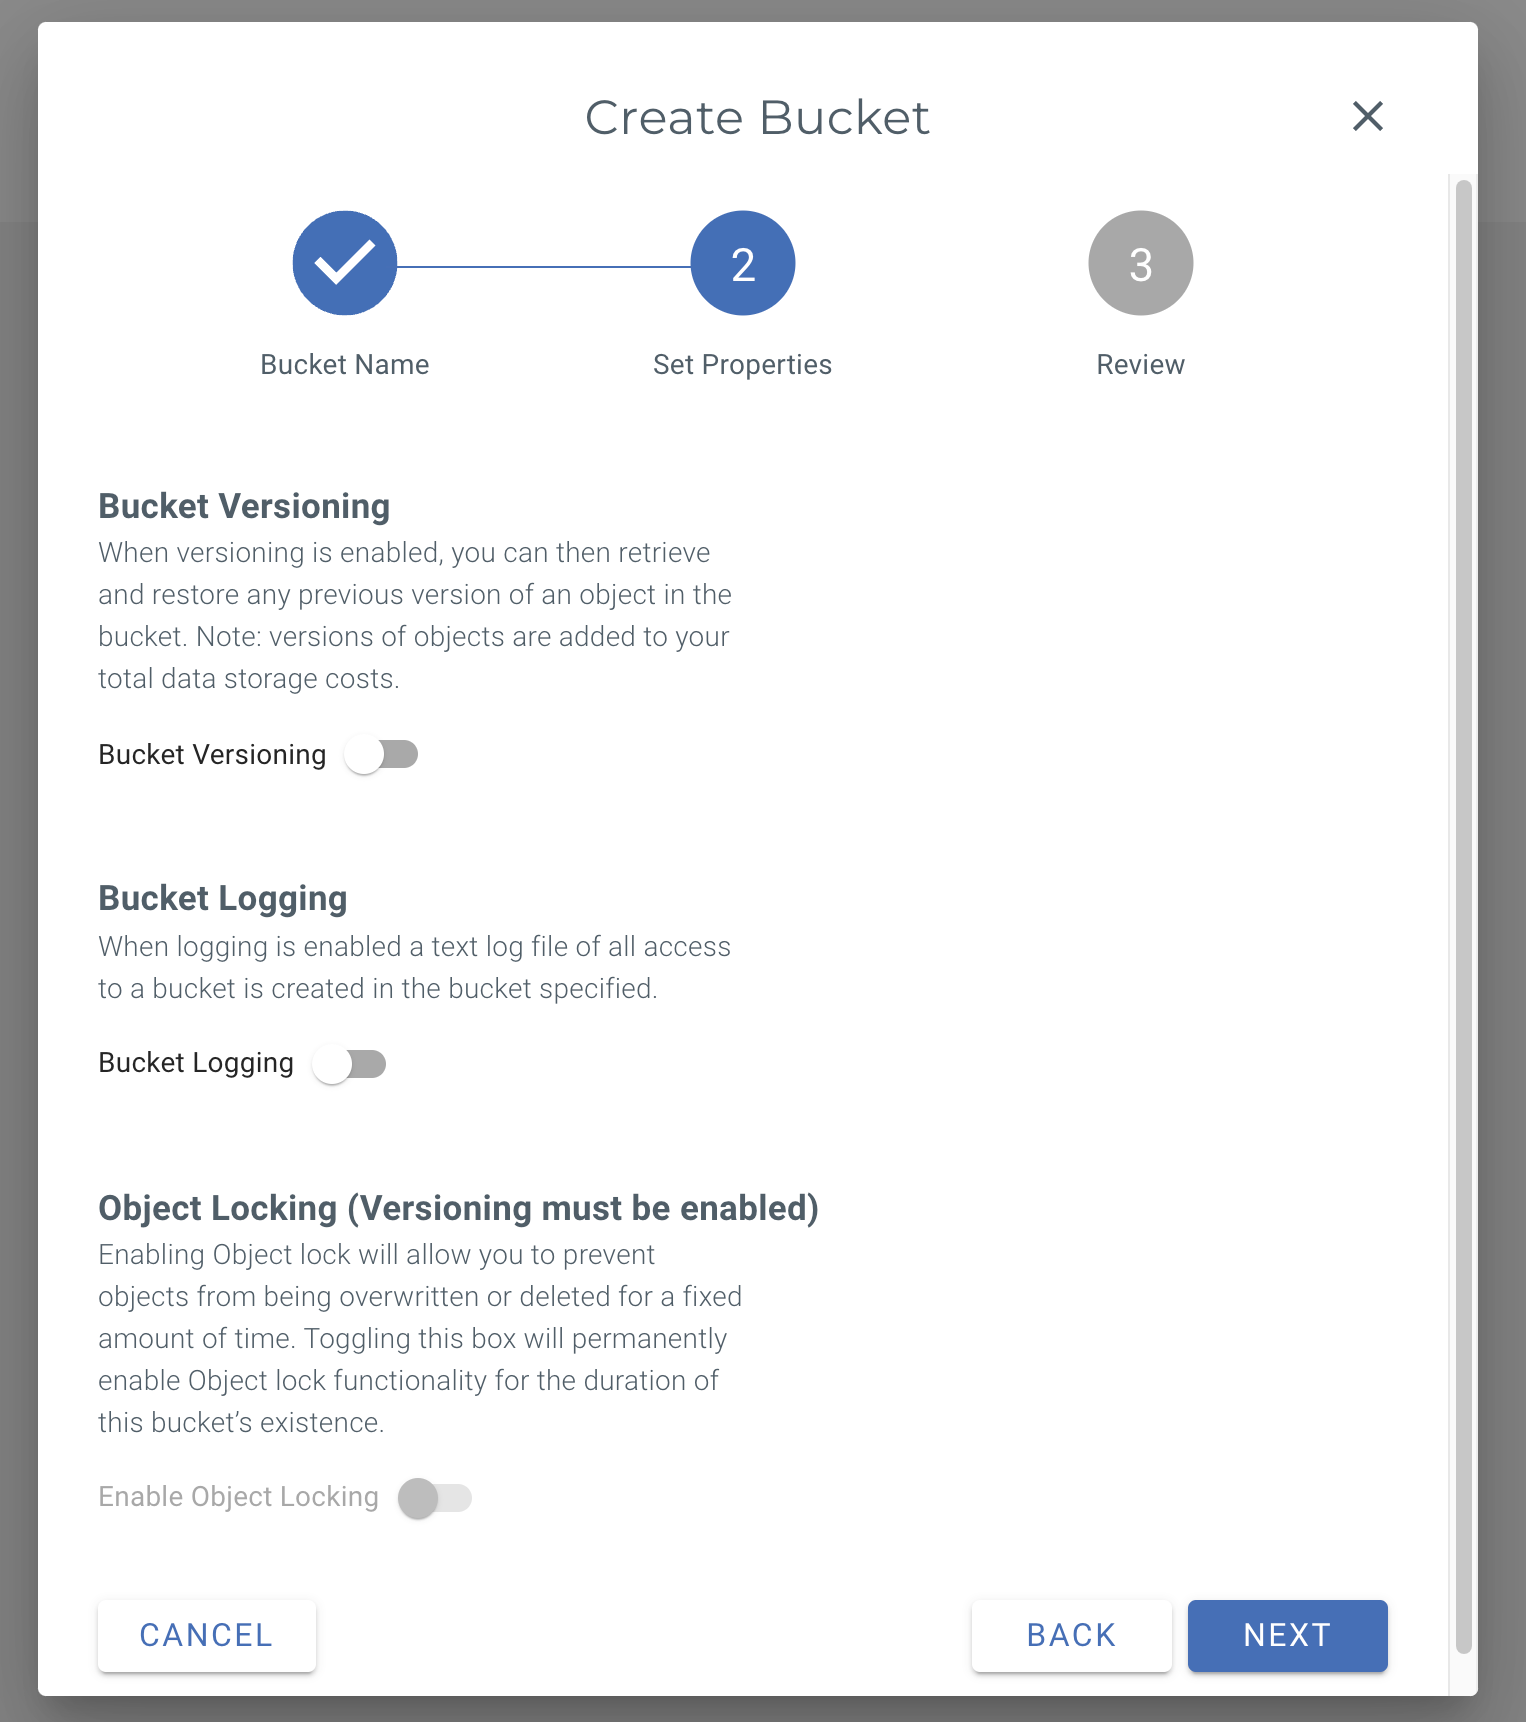 Create Bucket
2
3
Bucket Name
Set Properties
Review
Bucket Versioning
When versioning is enabled, you can then retrieve
and restore any previous version of an object in the
bucket. Note: versions of objects are added to your
total data storage costs.
Bucket Versioning
Bucket Logging
When logging is enabled a text log file of all access
to a bucket is created in the bucket specified.
Bucket Logging
Object Locking (Versioning must be enabled)
Enabling Object lock will allow you to prevent
objects from being overwritten or deleted for a fixed
amount of time. Toggling this box will permanently
enable Object lock functionality for the duration of
this bucket’s existence.
Enable Object Locking
CANCEL
BACK
NEXT